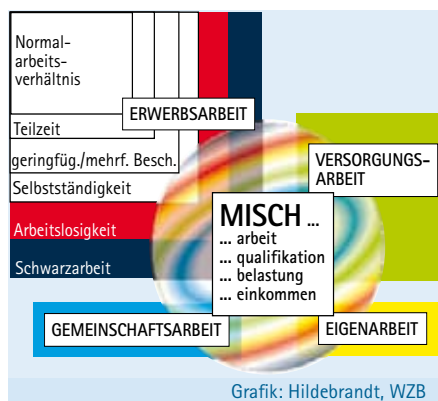 Normal-
arbeits-
verhältnis
ERWERBSARBEIT
Teilzeit
geringfüg./mehrf. Besch.
Selbstständigkeit
VERSORGUNGS-
ARBEIT
MISCH ...
... arbeit
... qualifikation
... belastung
... einkommen
Arbeitslosigkeit
Schwarzarbeit
GEMEINSCHAFTSARBEIT
EIGENARBEIT
Grafik: Hildebrandt, WZB